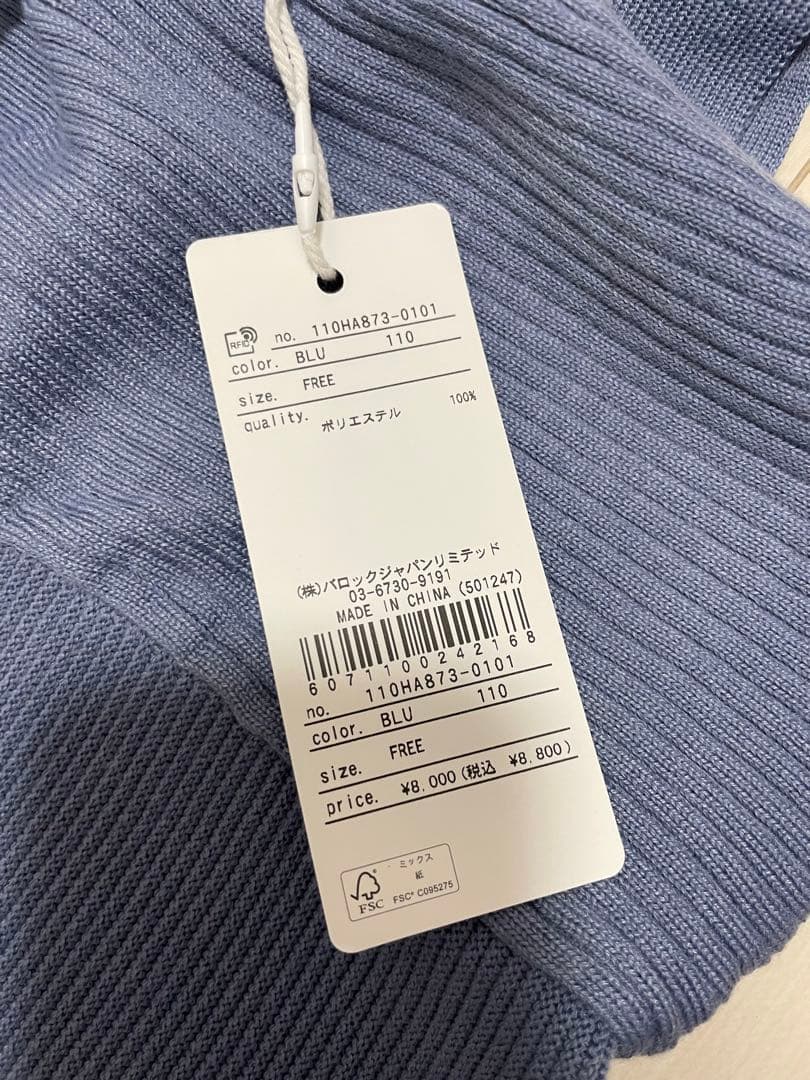 RFID no. 110HA873-0101
color. BLU 110
size. FREE
quality. ポリエステル 100%
(株)バロックジャパンリミテッド
03-6730-9191
MADE IN CHINA (501247)
6071100242168
no. 110HA873-0101
color. BLU 110
size. FREE
price. ¥8,000(税込 ¥8,800)
ミックス
紙
FSC FSC® C095275